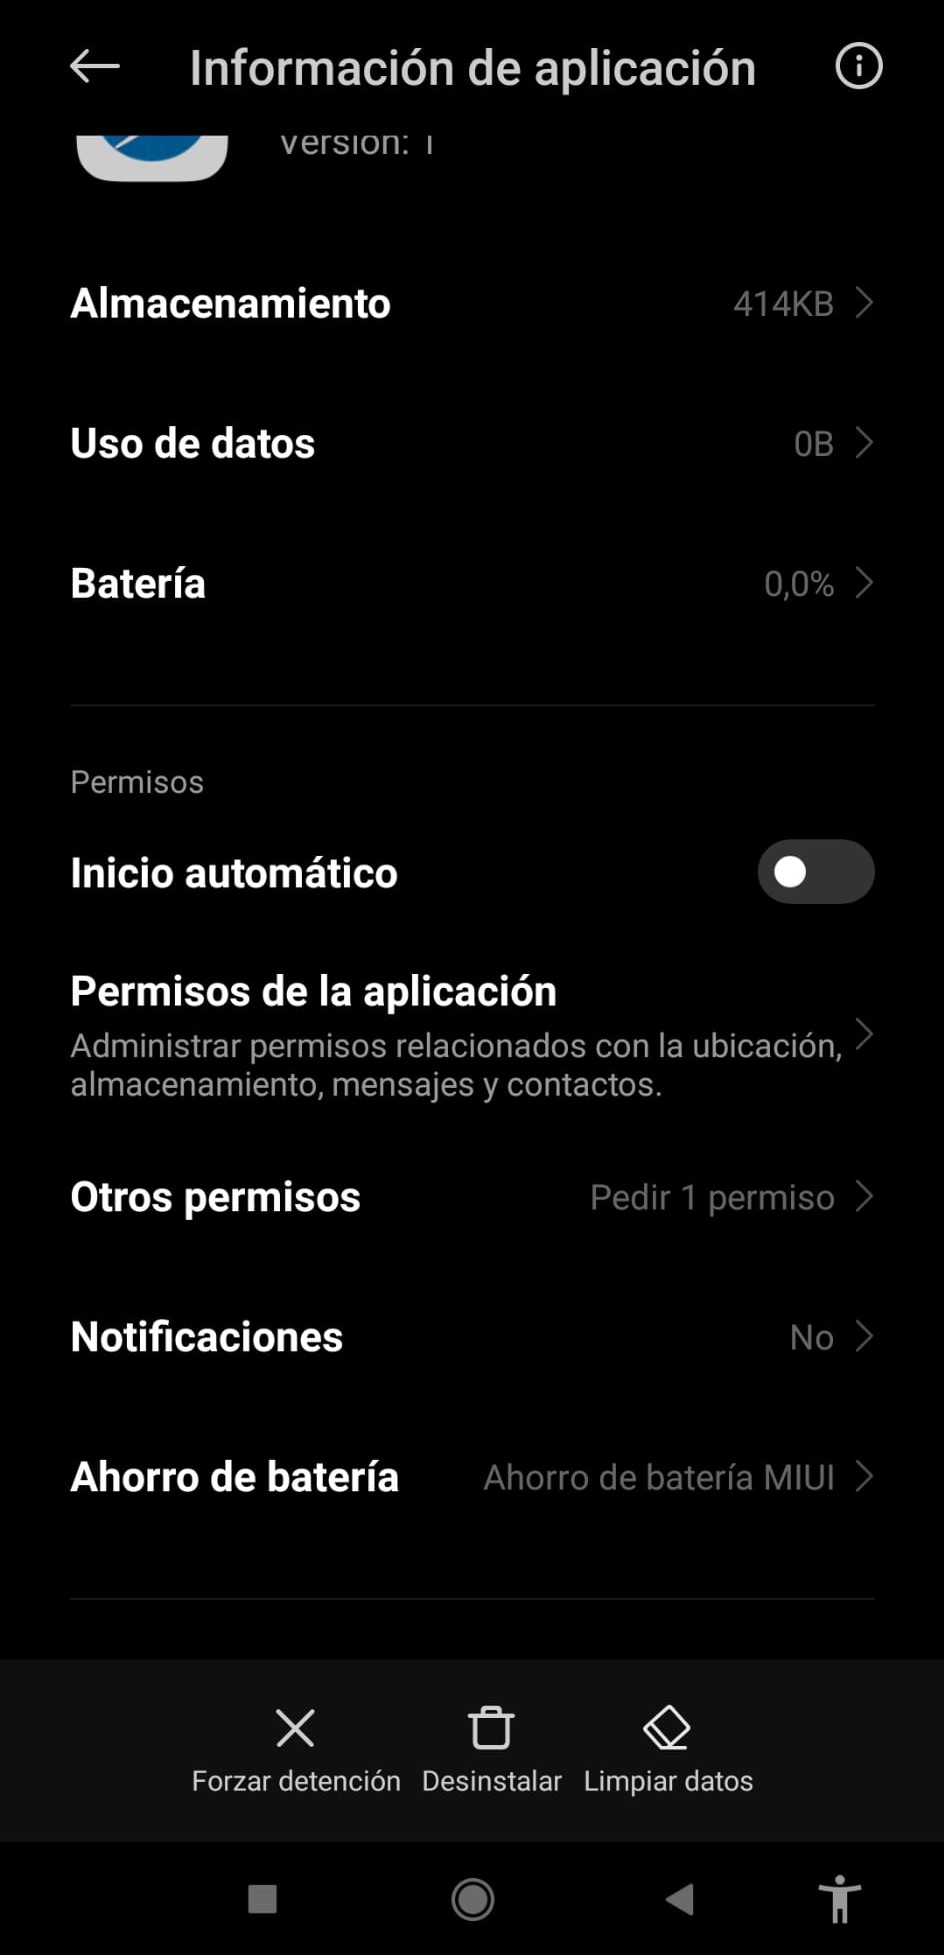 Información de aplicación
Versión: 1
Almacenamiento 414KB
Uso de datos 0B
Batería 0,0%
Permisos
Inicio automático
Permisos de la aplicación
Administrar permisos relacionados con la ubicación,
almacenamiento, mensajes y contactos.
Otros permisos Pedir 1 permiso
Notificaciones No
Ahorro de batería Ahorro de batería MIUI
Forzar detención Desinstalar Limpiar datos